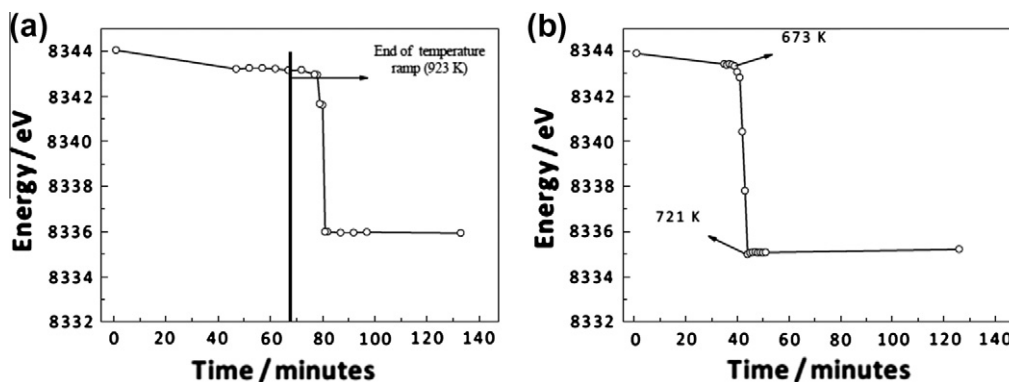 (a)
8344
8342
8340
8338
8336
8334
8332
Energy / eV
End of temperature
ramp (923 K)
0 20 40 60 80 100 120 140
Time / minutes
(b)
8344
8342
8340
8338
8336
8334
8332
Energy / eV
673 K
721 K
0 20 40 60 80 100 120 140
Time / minutes